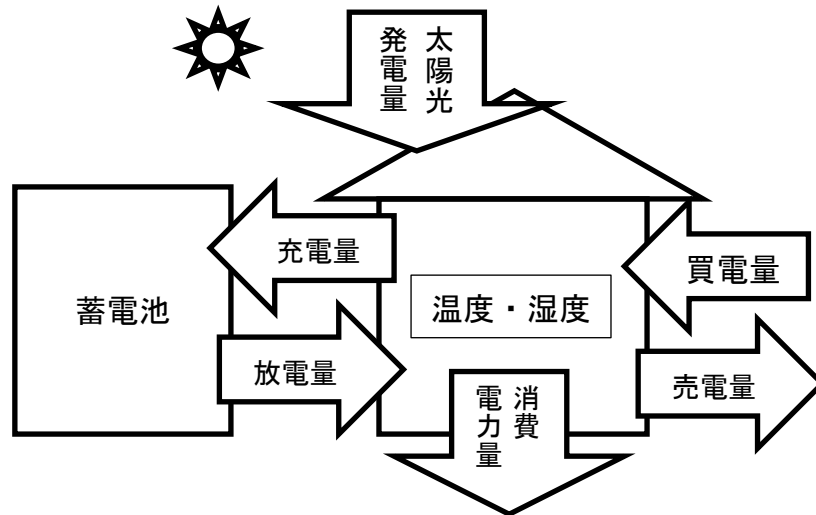 太陽光
発電量
充電量
買電量
蓄電池
温度・湿度
放電量
売電量
消費
電力量